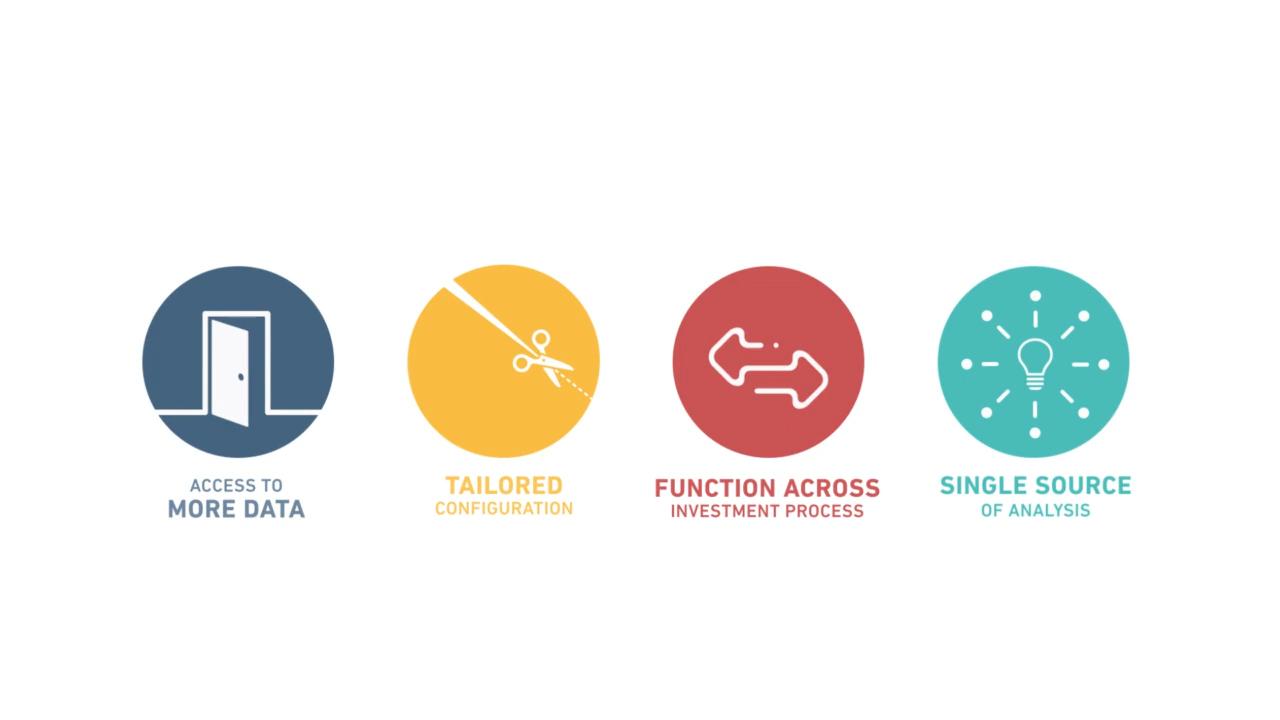 ACCESS TO
MORE DATA
TAILORED
CONFIGURATION
FUNCTION ACROSS
INVESTMENT PROCESS
SINGLE SOURCE
OF ANALYSIS